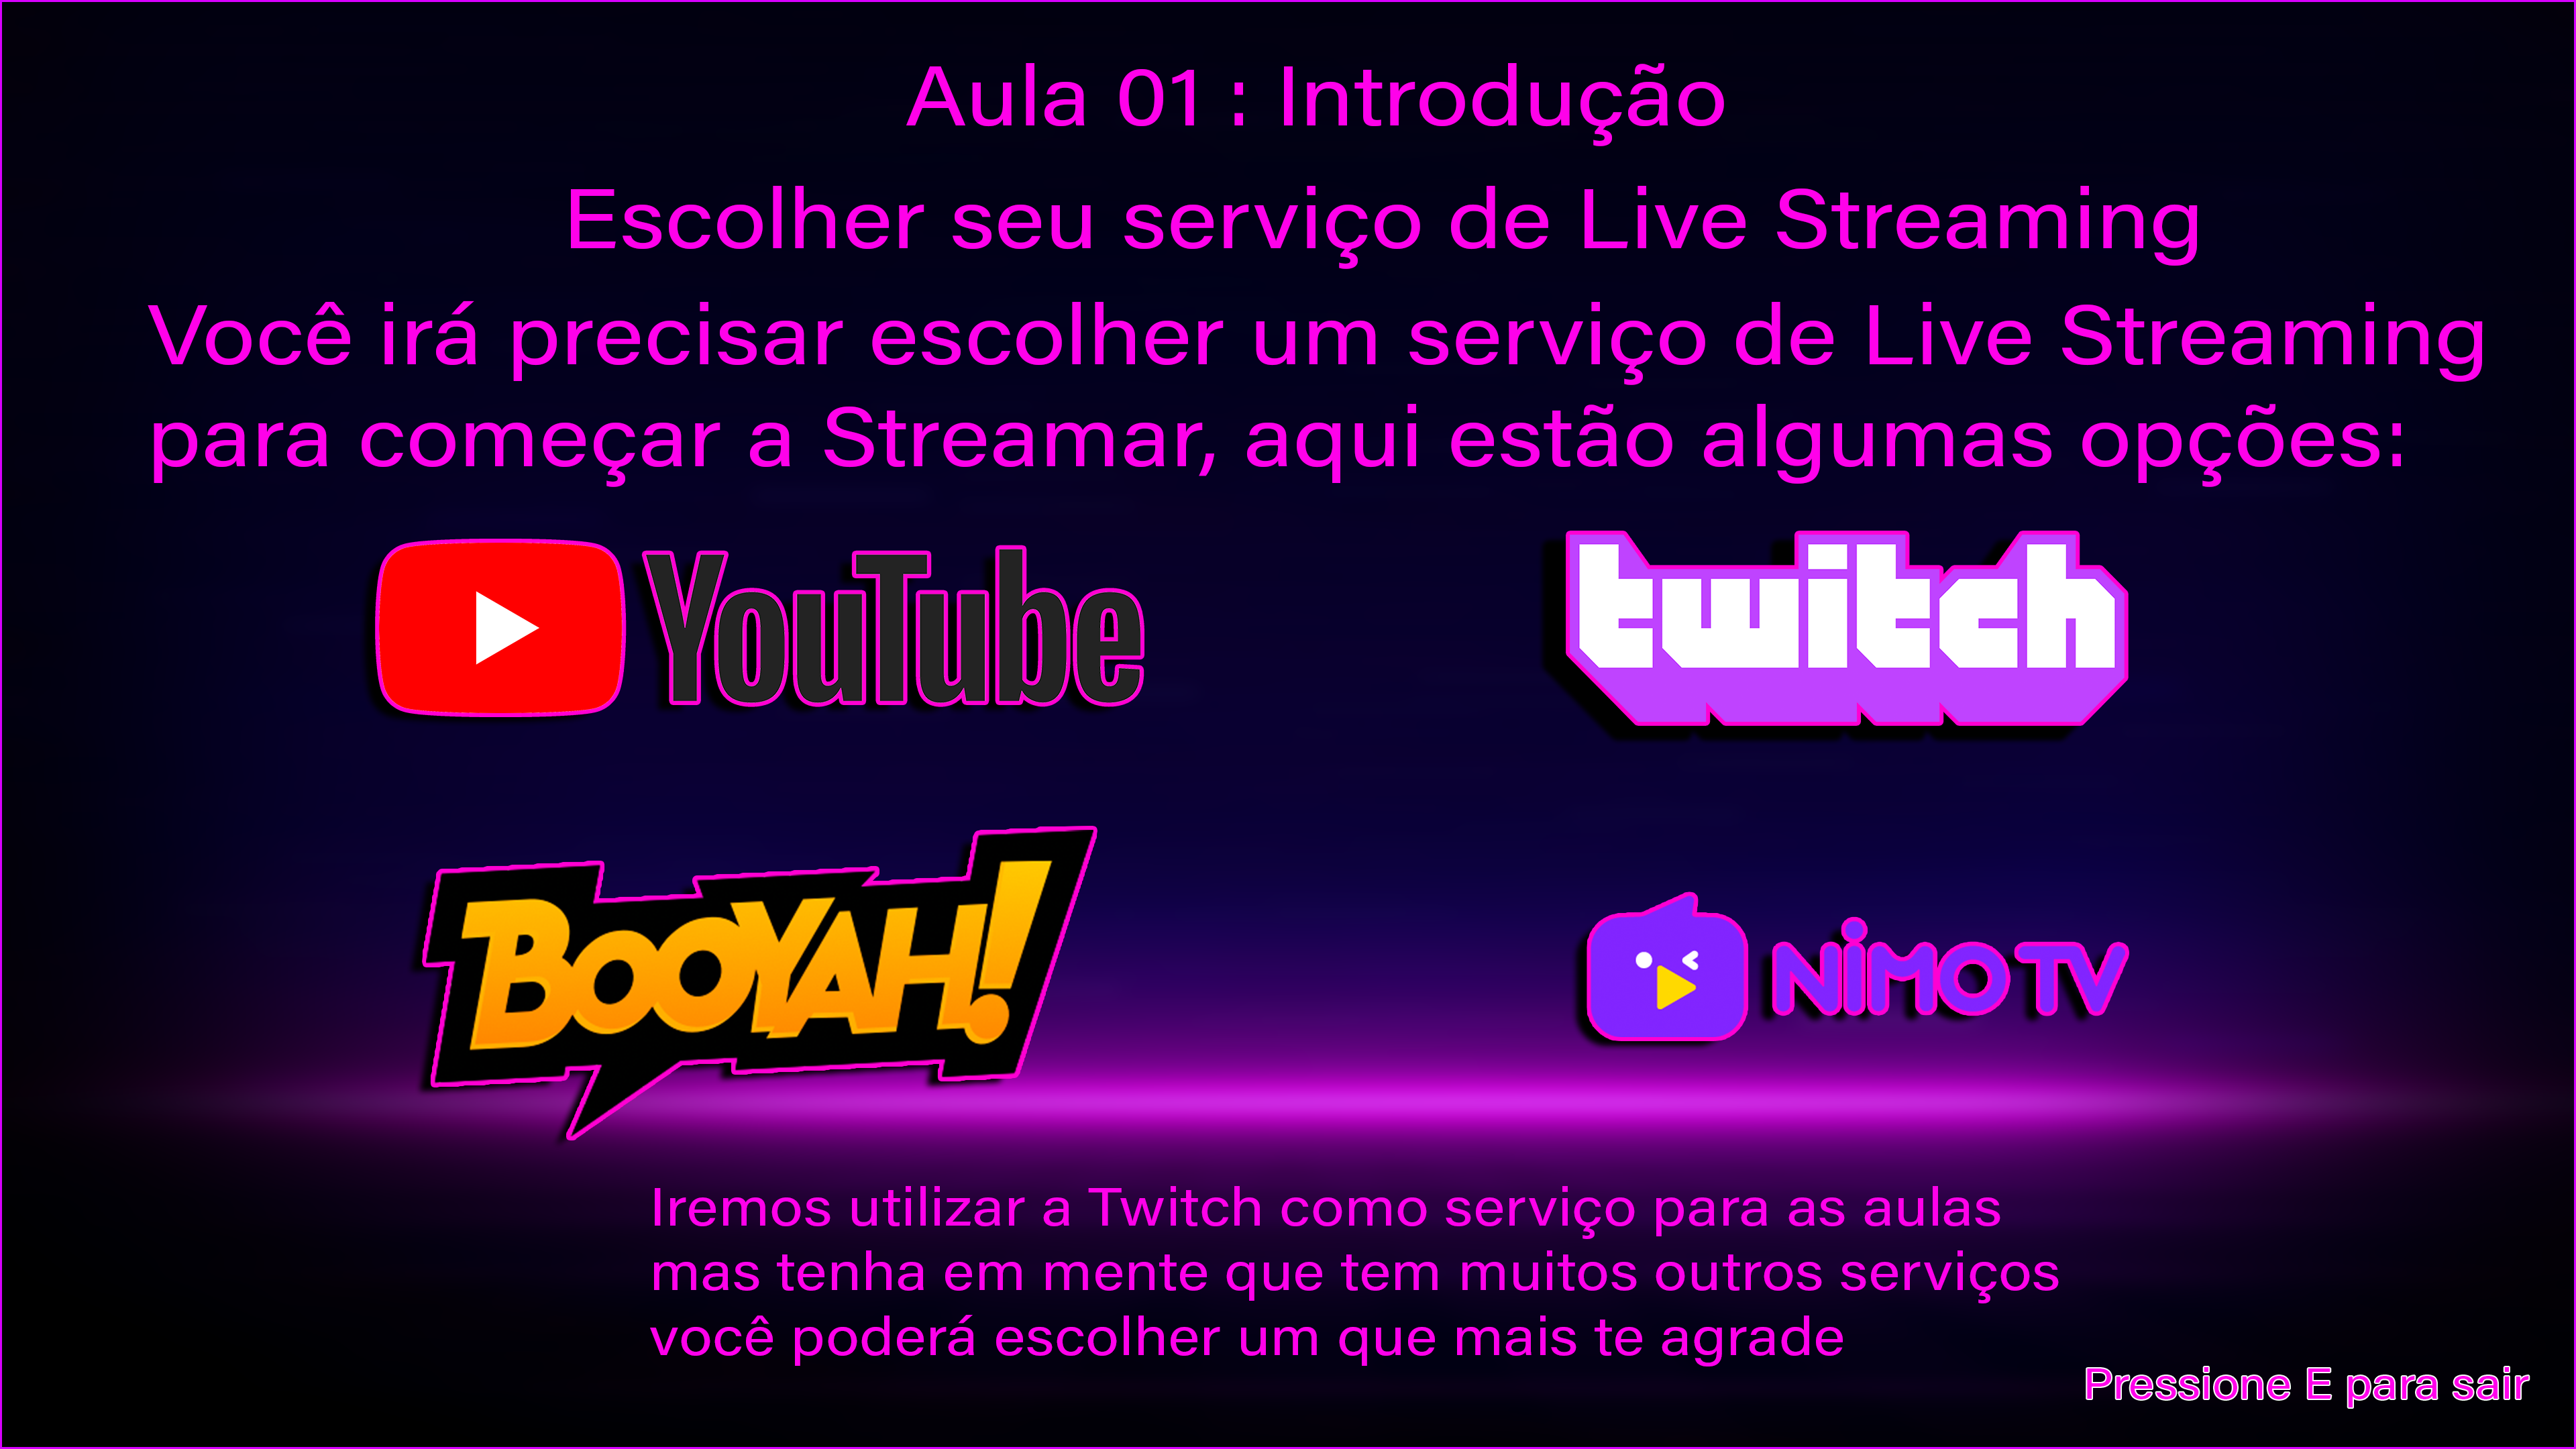 Aula 01 : Introdução
Escolher seu serviço de Live Streaming
Você irá precisar escolher um serviço de Live Streaming
para começar a Streamar, aqui estão algumas opções:
YouTube
twitch
BOOYAH!
NIMO TV
Iremos utilizar a Twitch como serviço para as aulas
mas tenha em mente que tem muitos outros serviços
você poderá escolher um que mais te agrade
Pressione E para sair